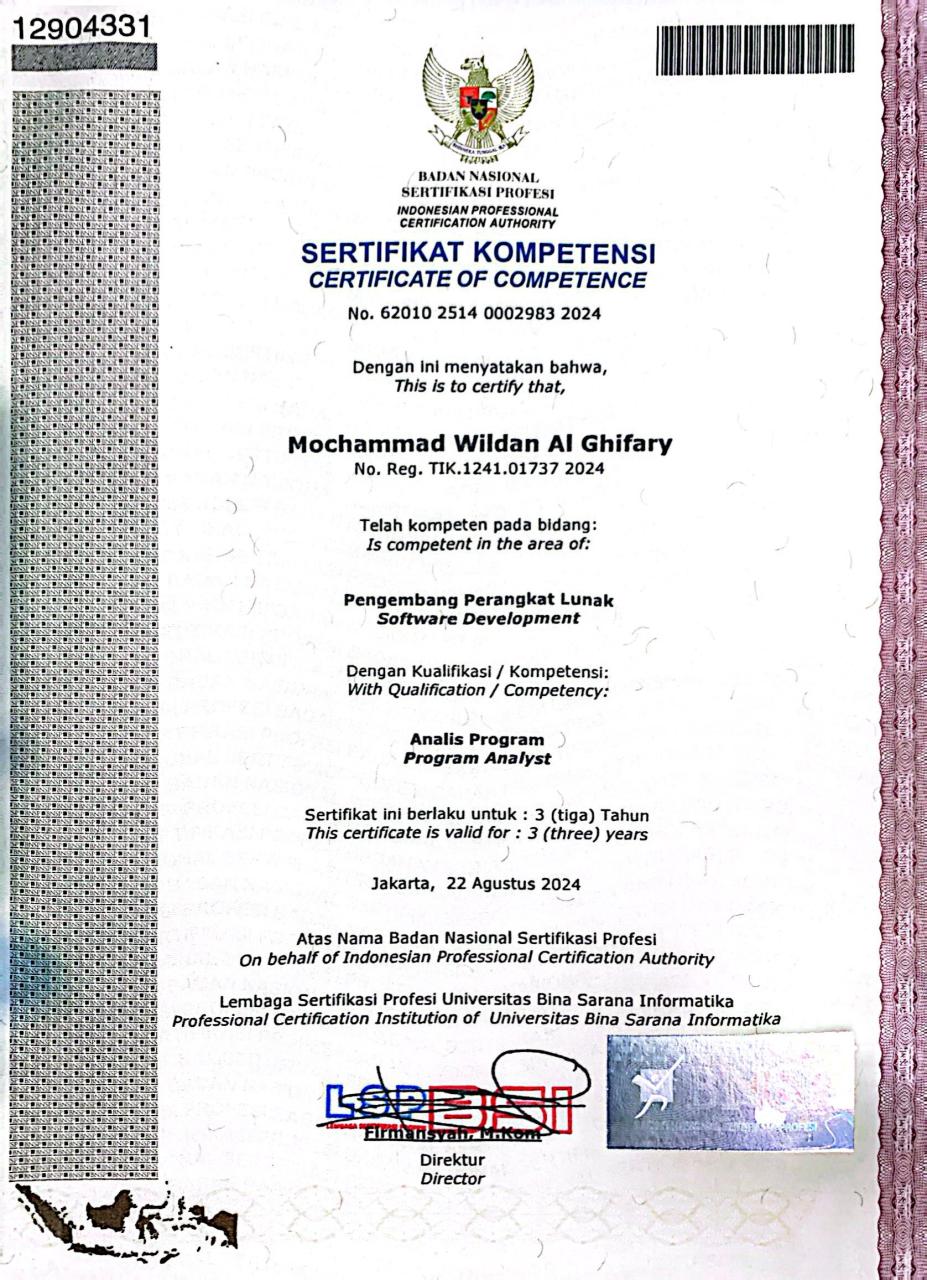 12904331
BHINNEKA TUNGGAL IKA
BADAN NASIONAL
SERTIFIKASI PROFESI
INDONESIAN PROFESSIONAL
CERTIFICATION AUTHORITY
SERTIFIKAT KOMPETENSI
CERTIFICATE OF COMPETENCE
No. 62010 2514 0002983 2024
Dengan ini menyatakan bahwa,
This is to certify that,
Mochammad Wildan Al Ghifary
No. Reg. TIK.1241.01737 2024
Telah kompeten pada bidang:
Is competent in the area of:
Pengembang Perangkat Lunak
Software Development
Dengan Kualifikasi / Kompetensi:
With Qualification / Competency:
Analis Program
Program Analyst
Sertifikat ini berlaku untuk : 3 (tiga) Tahun
This certificate is valid for : 3 (three) years
Jakarta, 22 Agustus 2024
Atas Nama Badan Nasional Sertifikasi Profesi
On behalf of Indonesian Professional Certification Authority
Lembaga Sertifikasi Profesi Universitas Bina Sarana Informatika
Professional Certification Institution of Universitas Bina Sarana Informatika
LSP BSI
LEMBAGA SERTIFIKASI PROFESI
Firmansyah, M.Kom
Direktur
Director